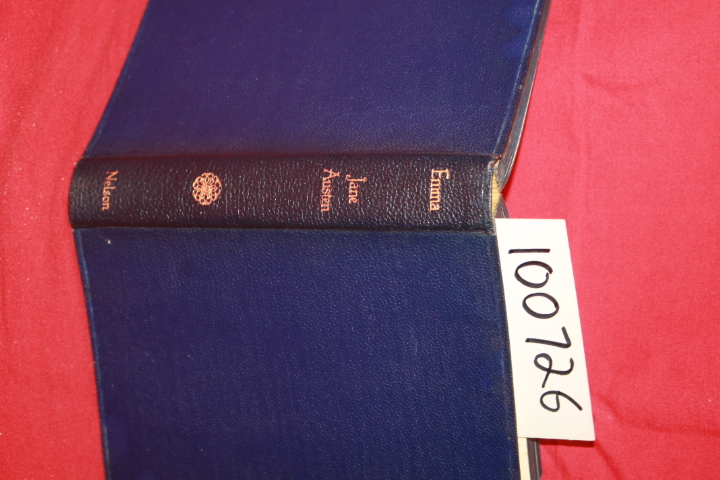 Emma
Jane
Austen
Nelson
100726